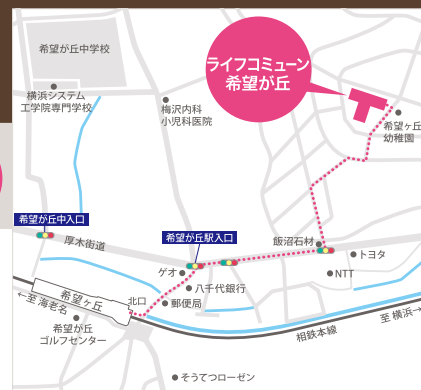 希望が丘中学校
ライフコミューン
希望が丘
横浜システム
工学院専門学校
梅沢内科
小児科医院
希望ヶ丘
幼稚園
希望が丘中入口
厚木街道
希望が丘駅入口
飯沼石材
トヨタ
ゲオ
NTT
八千代銀行
希望ヶ丘
北口
郵便局
←至 海老名
希望が丘
ゴルフセンター
相鉄本線
至 横浜→
そうてつローゼン